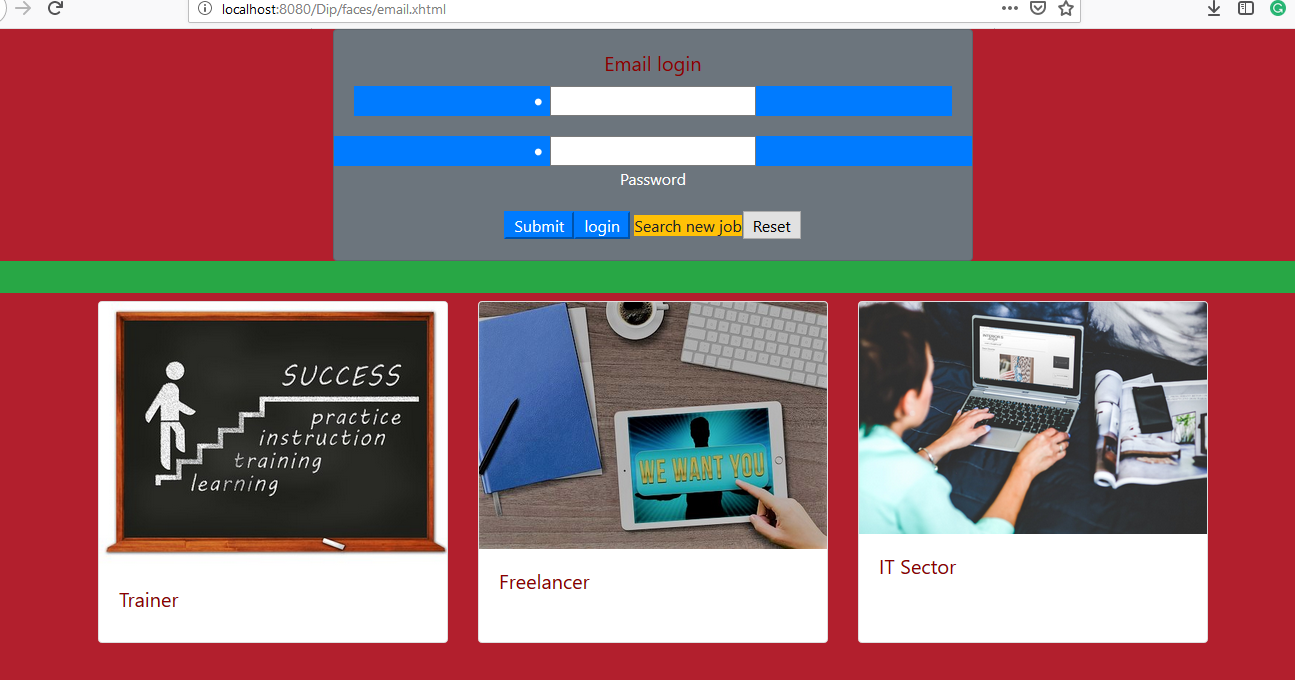 localhost:8080/Dip/faces/email.xhtml
Email login
Password
Submit login Search new job Reset
SUCCESS
practice
instruction
training
learning
WE WANT YOU
Trainer
Freelancer
IT Sector